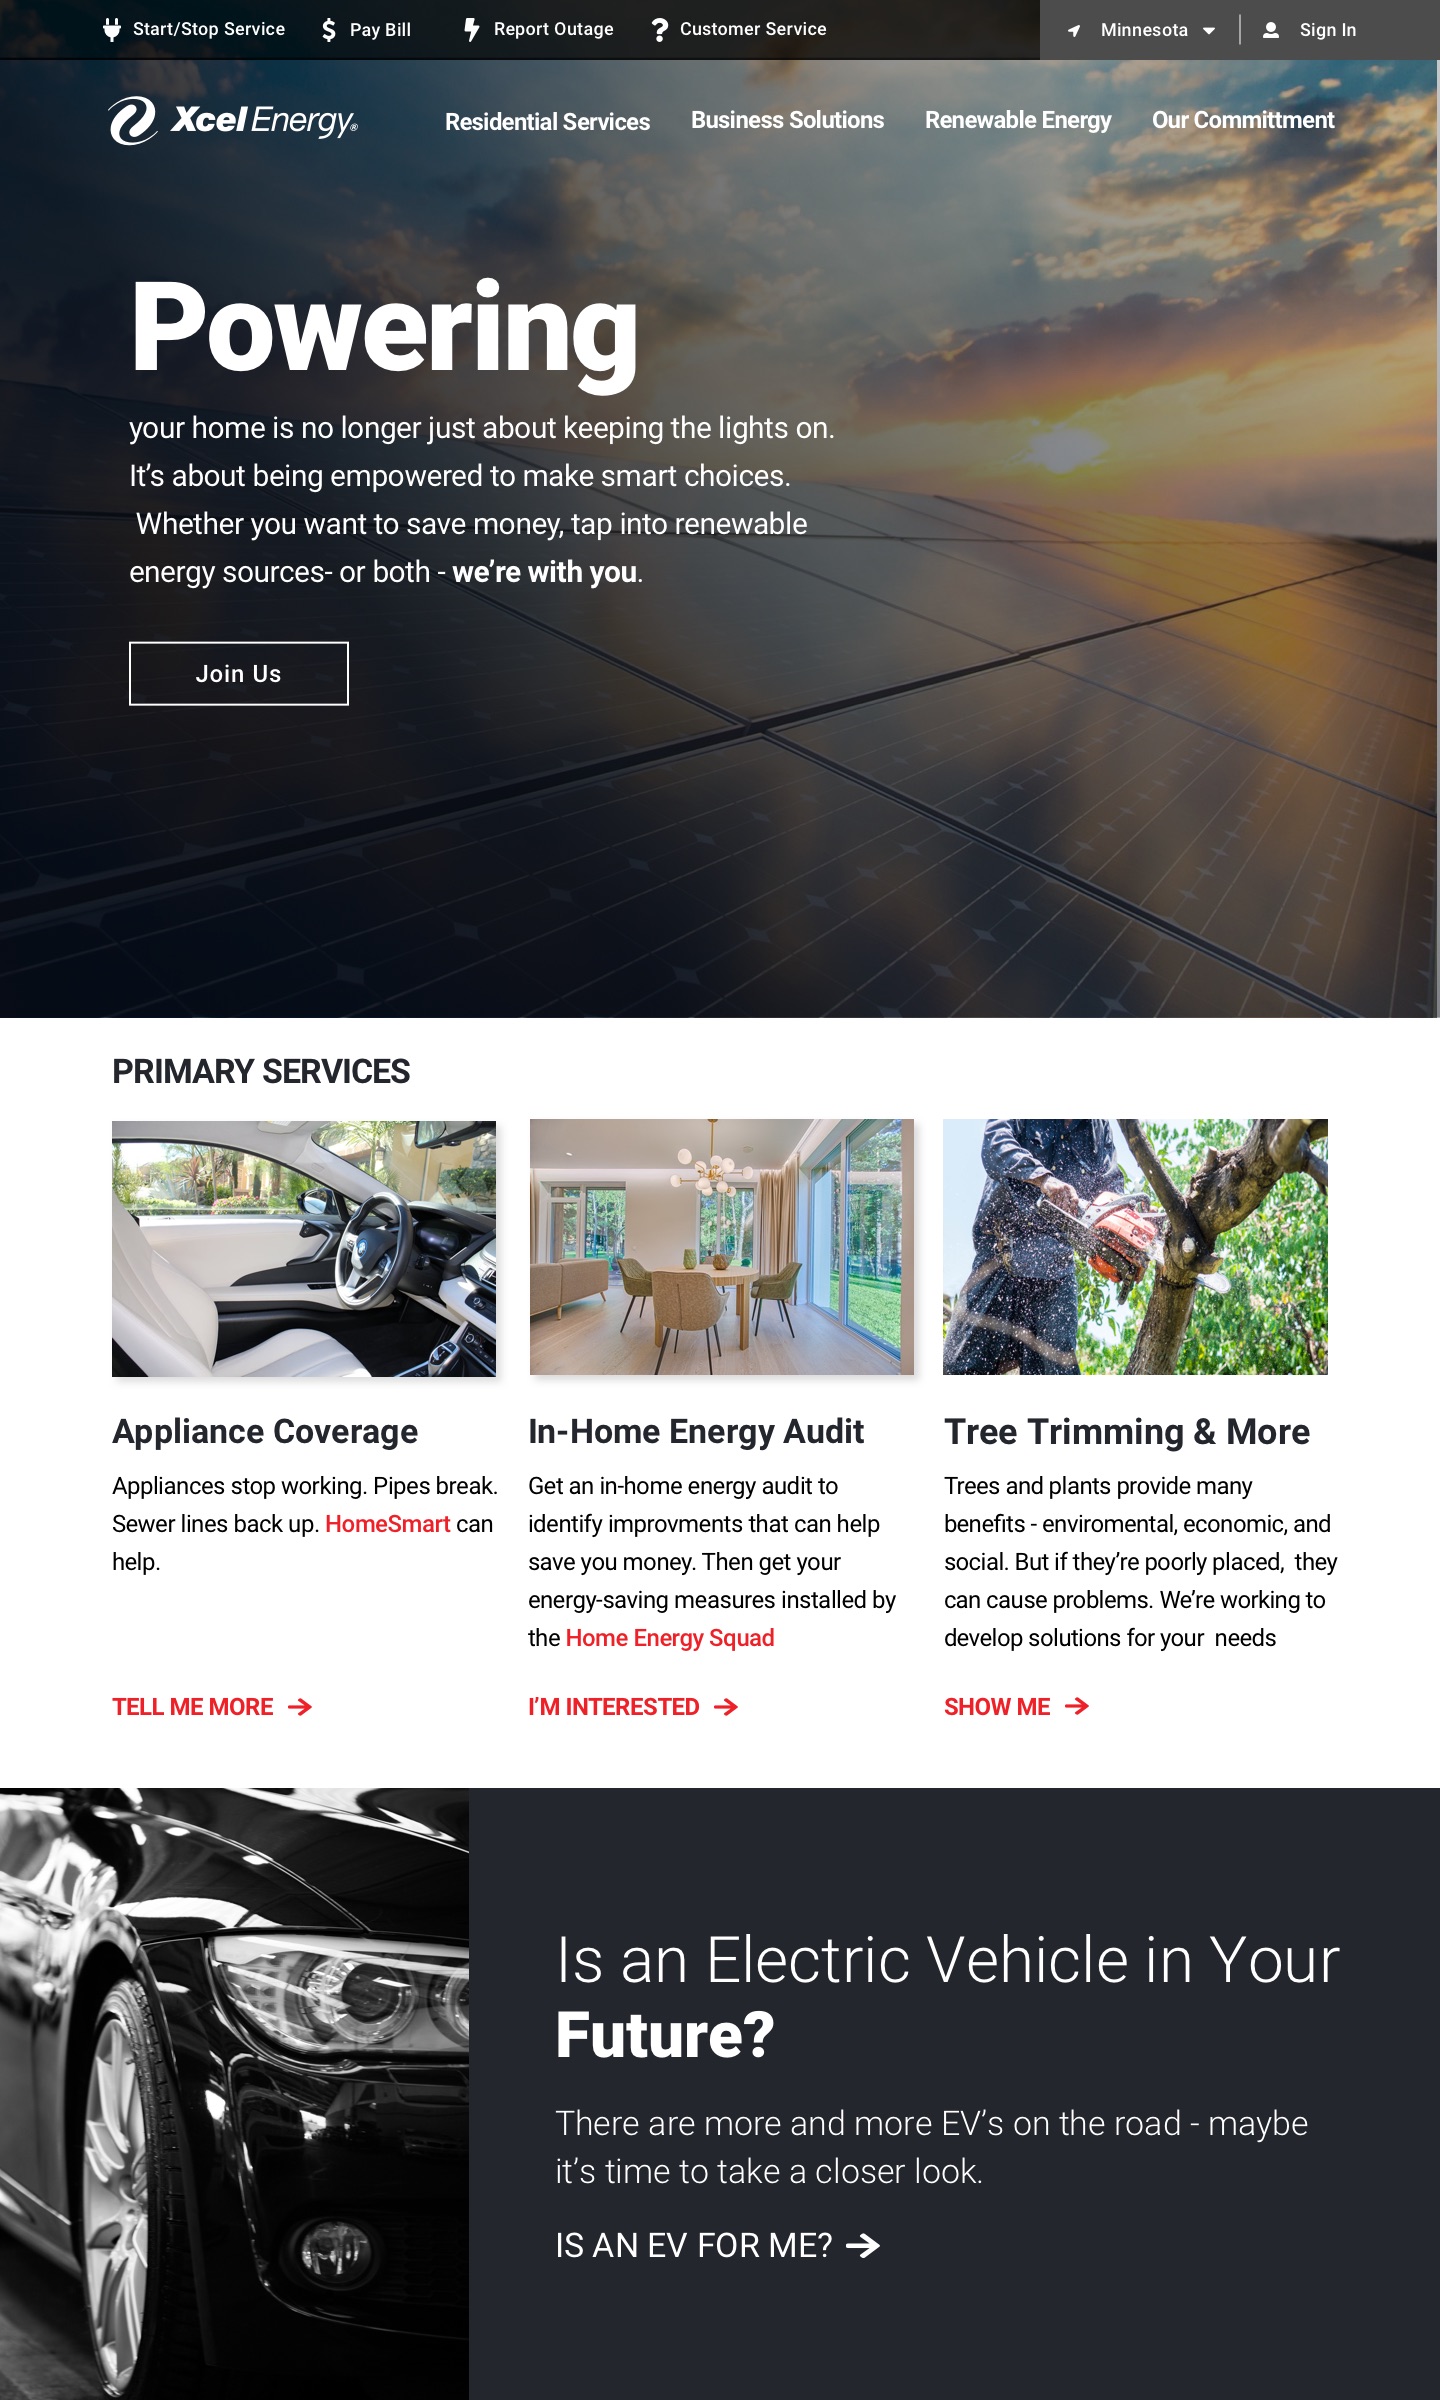 Start/Stop Service
Pay Bill
Report Outage
Customer Service
Minnesota
Sign In
Xcel Energy®
Residential Services
Business Solutions
Renewable Energy
Our Committment
Powering
your home is no longer just about keeping the lights on.
It's about being empowered to make smart choices.
Whether you want to save money, tap into renewable
energy sources- or both - we're with you.
Join Us
PRIMARY SERVICES
Appliance Coverage
Appliances stop working. Pipes break.
Sewer lines back up. HomeSmart can
help.
TELL ME MORE
In-Home Energy Audit
Get an in-home energy audit to
identify improvments that can help
save you money. Then get your
energy-saving measures installed by
the Home Energy Squad
I'M INTERESTED
Tree Trimming & More
Trees and plants provide many
benefits - enviromental, economic, and
social. But if they're poorly placed,  they
can cause problems. We're working to
develop solutions for your  needs
SHOW ME
Is an Electric Vehicle in Your
Future?
There are more and more EV's on the road - maybe
it's time to take a closer look.
IS AN EV FOR ME?